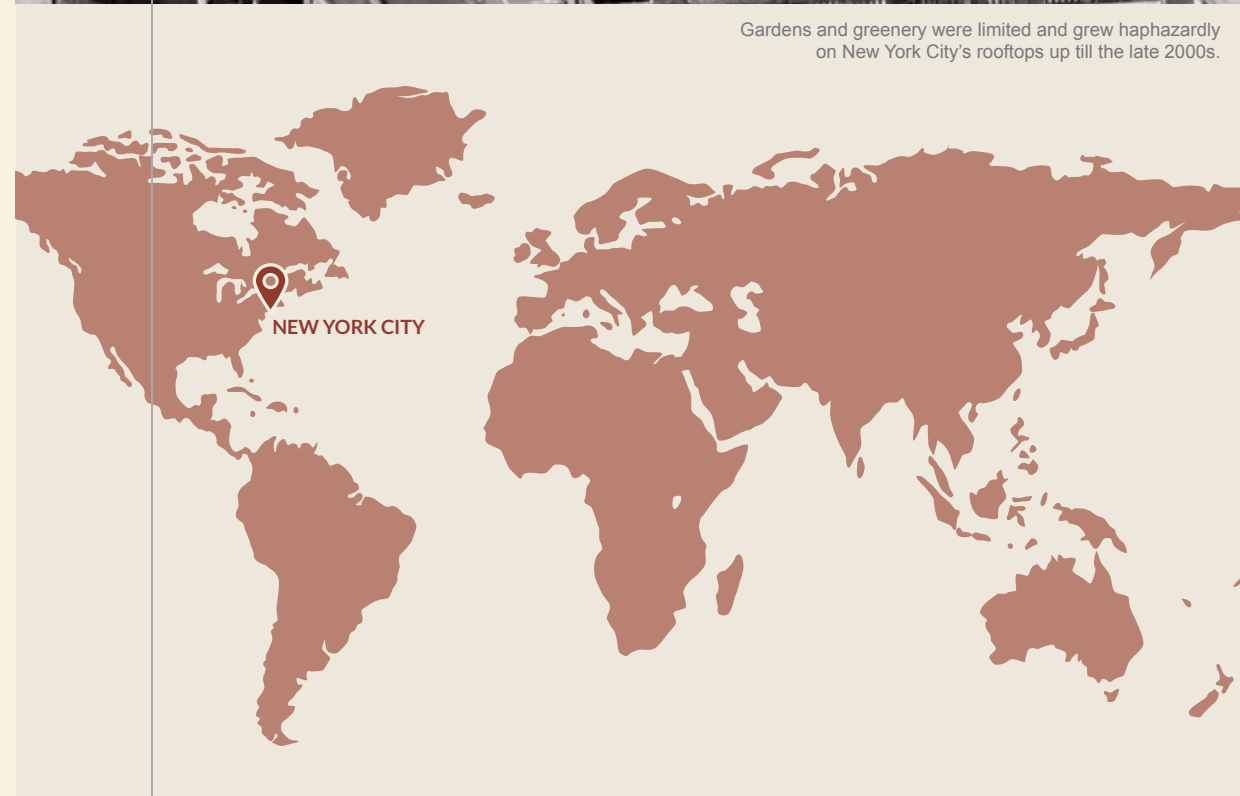 Gardens and greenery were limited and grew haphazardly
on New York City’s rooftops up till the late 2000s.
NEW YORK CITY